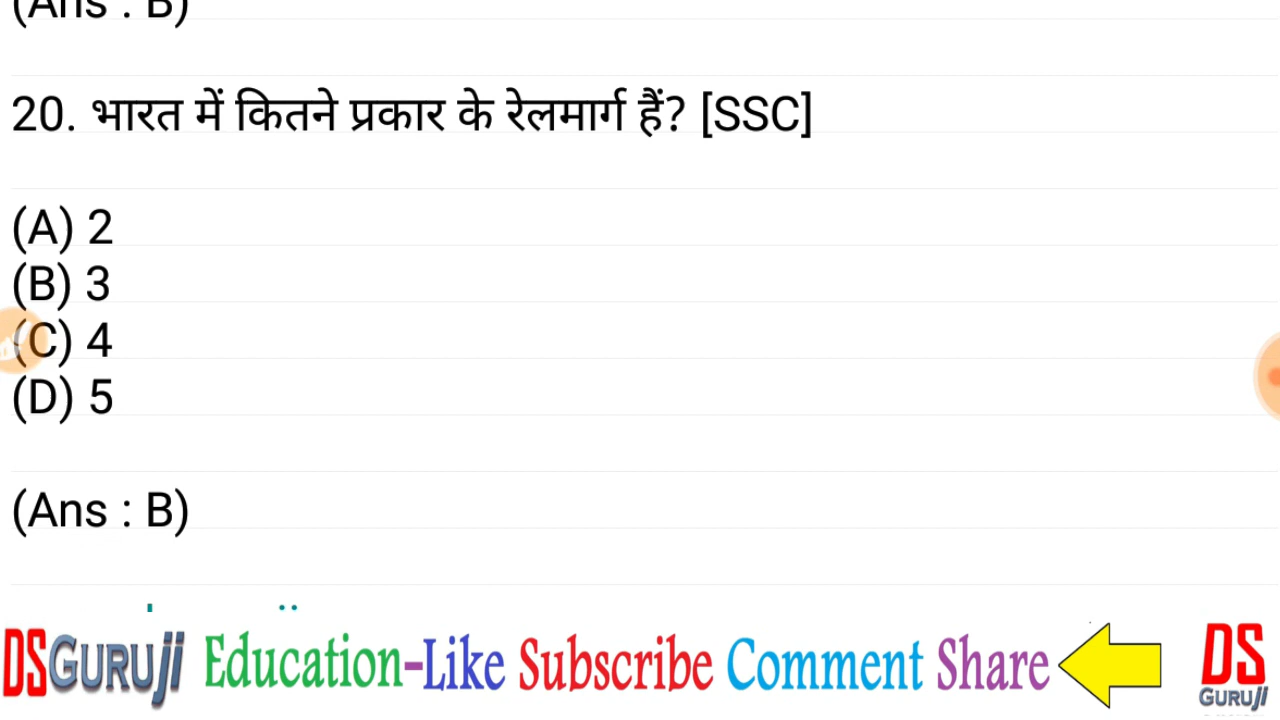 (Ans : B)
20. भारत में कितने प्रकार के रेलमार्ग हैं? [SSC]
(A) 2
(B) 3
(C) 4
(D) 5
(Ans : B)
DSGURUJI Education-Like Subscribe Comment Share DS
GURUJI